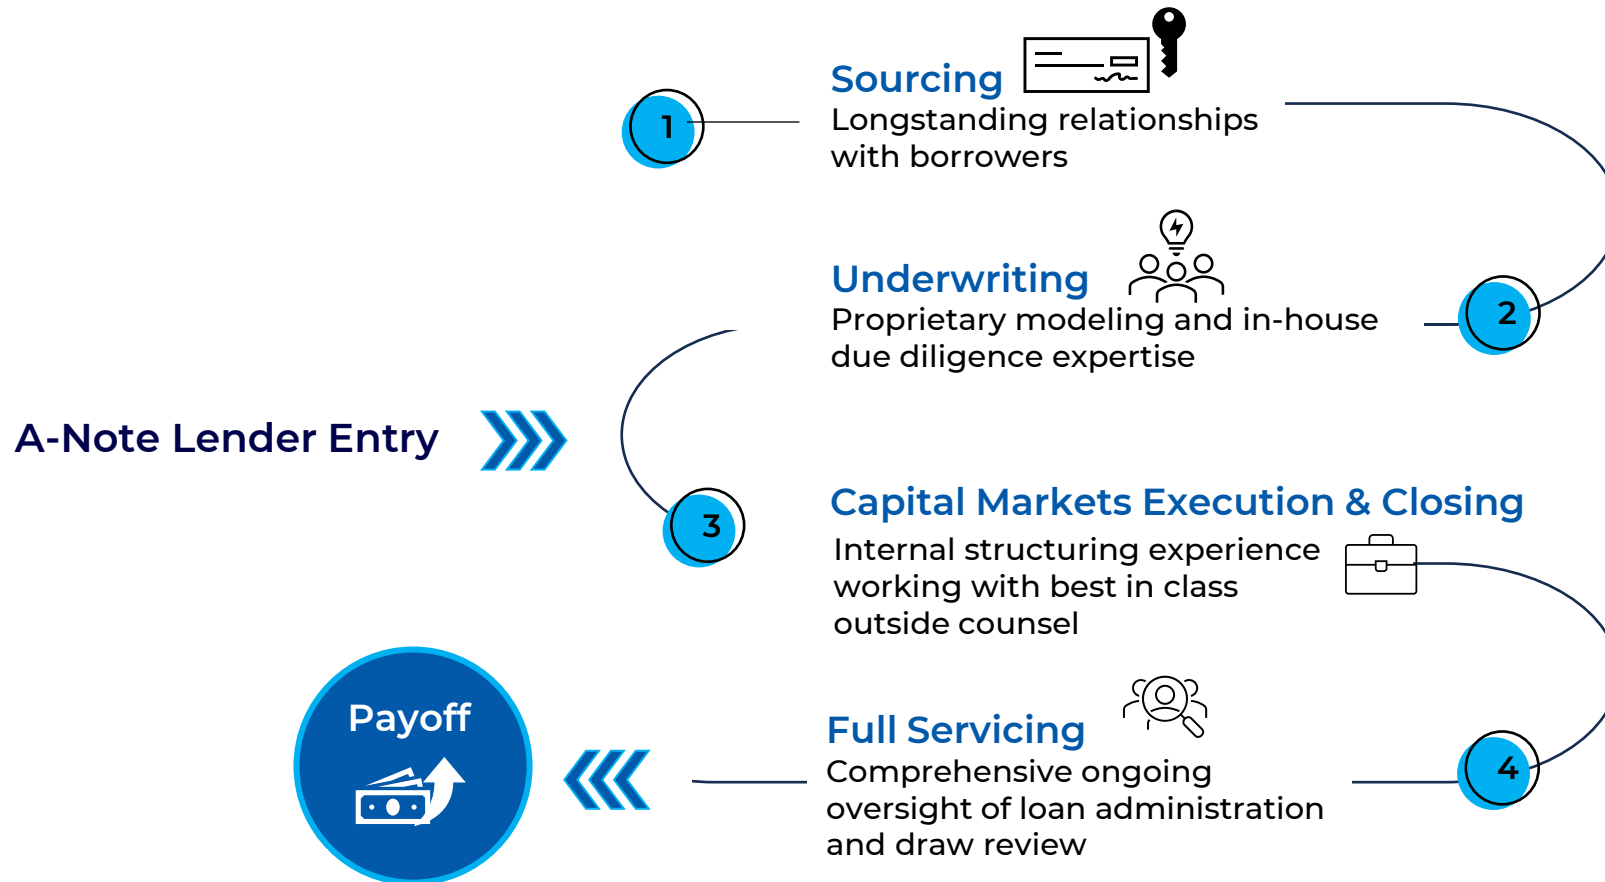 Sourcing
1
Longstanding relationships
with borrowers
Underwriting
2
Proprietary modeling and in-house
due diligence expertise
A-Note Lender Entry
Capital Markets Execution & Closing
3
Internal structuring experience
working with best in class
outside counsel
Payoff
Full Servicing
4
Comprehensive ongoing
oversight of loan administration
and draw review